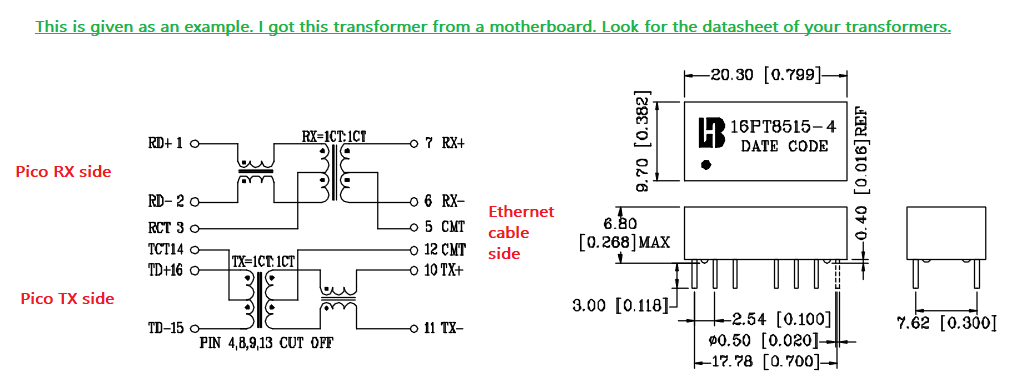 This is given as an example. I got this transformer from a motherboard. Look for the datasheet of your transformers.
RD+ 1
RX=1CT:1CT
7 RX+
Pico RX side
RD- 2
6 RX-
RCT 3
5 CMT
Ethernet
cable
side
TCT14
12 CMT
TD+16
TX=1CT:1CT
10 TX+
Pico TX side
TD-15
11 TX-
PIN 4,8,9,13 CUT OFF
20.30 [0.799]
9.70 [0.382]
16PT8515-4
DATE CODE
0.40 [0.016]REF
6.80
[0.268]MAX
3.00 [0.118]
2.54 [0.100]
ø0.50 [0.020]
17.78 [0.700]
7.62 [0.300]